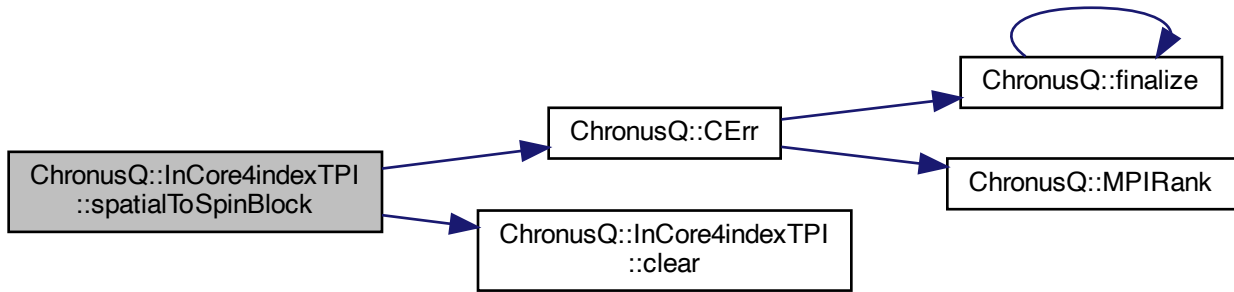 ChronusQ::InCore4indexTPI
::spatialToSpinBlock
ChronusQ::CErr
ChronusQ::finalize
ChronusQ::MPIRank
ChronusQ::InCore4indexTPI
::clear